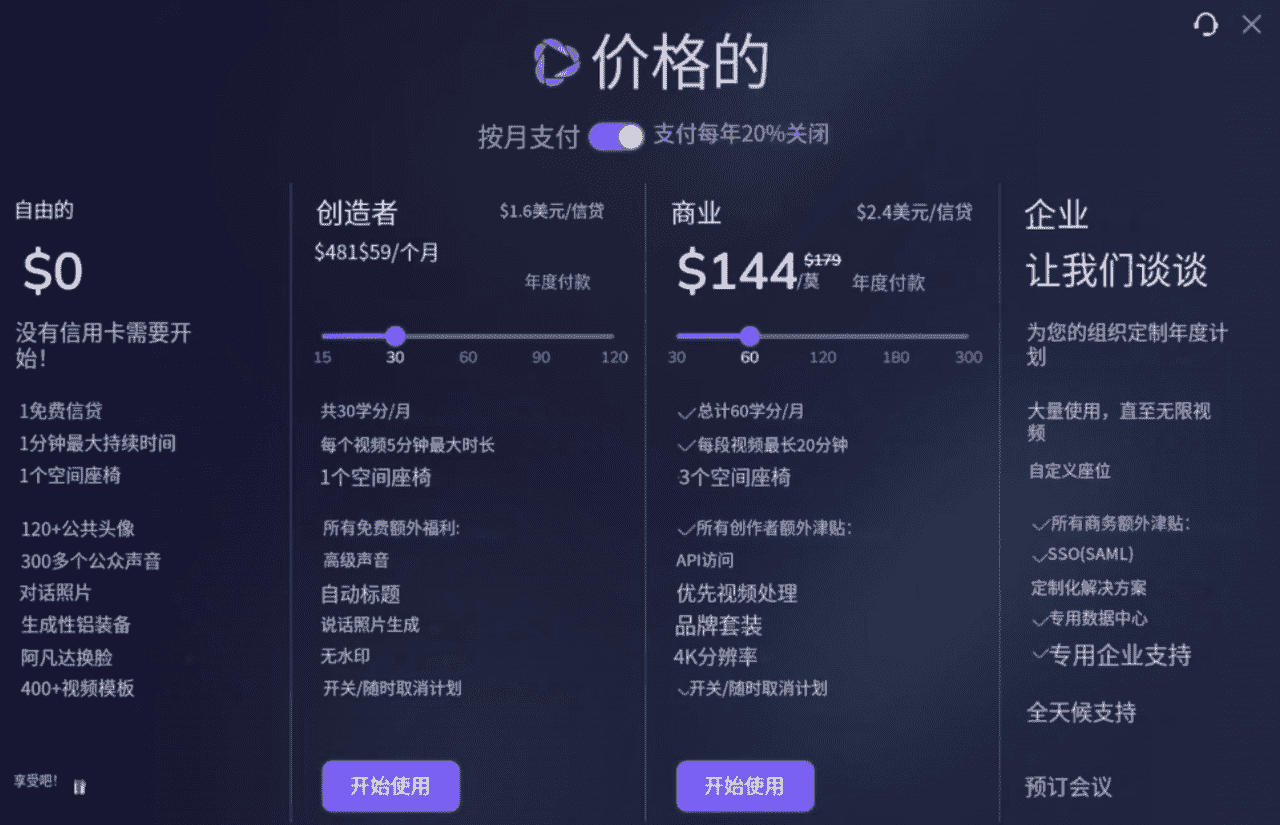 价格的
按月支付 支付每年20%关闭
自由的
$0
没有信用卡需要开
始！
1免费信贷
1分钟最大持续时间
1个空间座椅
120+公共头像
300多个公众声音
对话照片
生成性铝装备
阿凡达换脸
400+视频模板
享受吧！
创造者 $1.6美元/信贷
$481$59/个月
年度付款
15 30 60 90 120
共30学分/月
每个视频5分钟最大时长
1个空间座椅
所有免费额外福利:
高级声音
自动标题
说话照片生成
无水印
开关/随时取消计划
开始使用
商业 $2.4美元/信贷
$144/莫 $179 年度付款
30 60 120 180 300
总计60学分/月
每段视频最长20分钟
3个空间座椅
所有创作者额外津贴：
API访问
优先视频处理
品牌套装
4K分辨率
开关/随时取消计划
开始使用
企业
让我们谈谈
为您的组织定制年度计
划
大量使用，直至无限视
频
自定义座位
所有商务额外津贴：
SSO(SAML)
定制化解决方案
专用数据中心
专用企业支持
全天候支持
预订会议